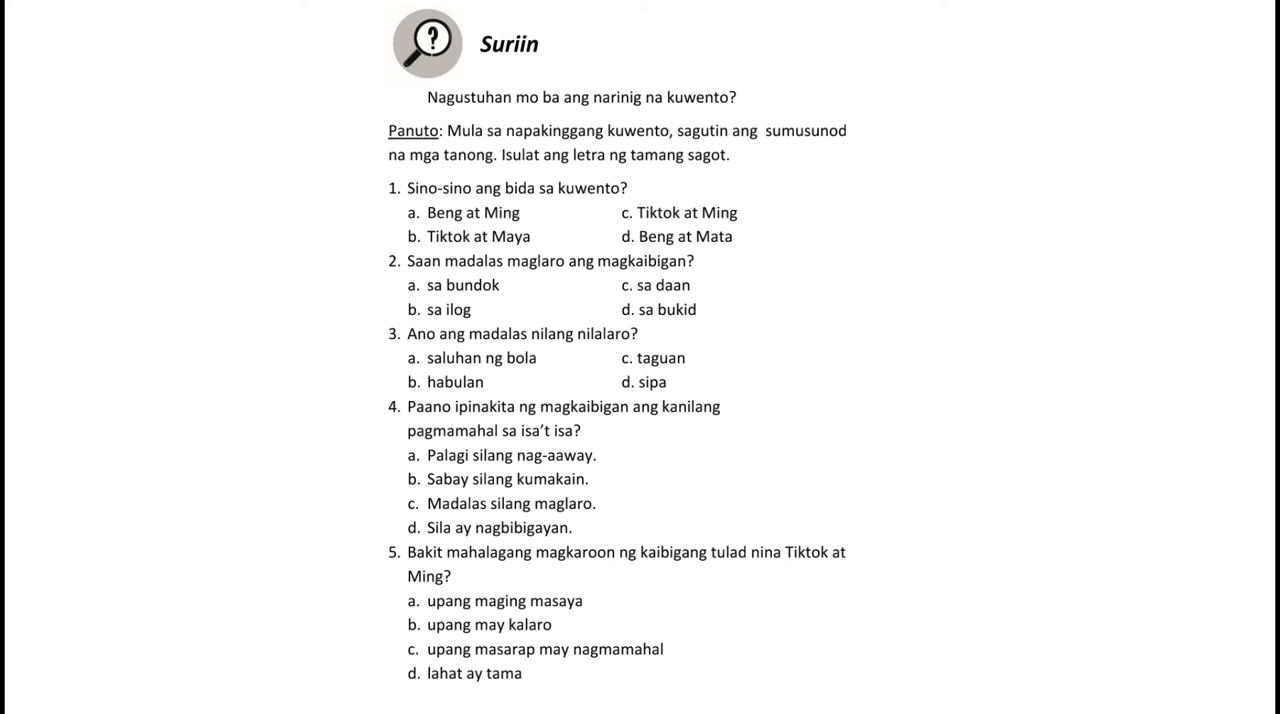 ?
Suriin
Nagustuhan mo ba ang narinig na kuwento?
Panuto: Mula sa napakinggang kuwento, sagutin ang sumusunod
na mga tanong. Isulat ang letra ng tamang sagot.
1. Sino-sino ang bida sa kuwento?
a. Beng at Ming c. Tiktok at Ming
b. Tiktok at Maya d. Beng at Mata
2. Saan madalas maglaro ang magkaibigan?
a. sa bundok c. sa daan
b. sa ilog d. sa bukid
3. Ano ang madalas nilang nilalaro?
a. saluhan ng bola c. taguan
b. habulan d. sipa
4. Paano ipinakita ng magkaibigan ang kanilang
pagmamahal sa isa’t isa?
a. Palagi silang nag-aaway.
b. Sabay silang kumakain.
c. Madalas silang maglaro.
d. Sila ay nagbibigayan.
5. Bakit mahalagang magkaroon ng kaibigang tulad nina Tiktok at
Ming?
a. upang maging masaya
b. upang may kalaro
c. upang masarap may nagmamahal
d. lahat ay tama